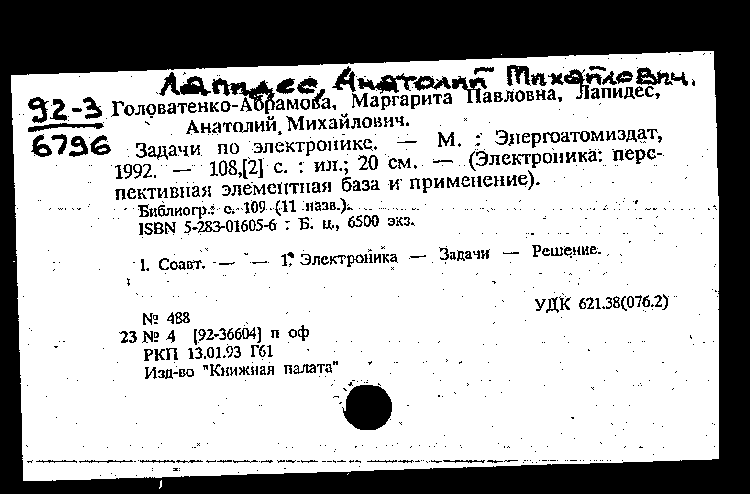 Лапидес, Анатолий Михайлович.
92-3
6796
Головатенко-Абрамова, Маргарита Павловна, Лапидес,
Анатолий Михайлович.
Задачи по электронике. — М. : Энергоатомиздат,
1992. — 108,[2] с. : ил.; 20 см. — (Электроника: перс-
пективная элементная база и применение).
Библиогр.: с. 109 (11 назв.).
ISBN 5-283-01605-6 : Б. ц., 6500 экз.
1. Соавт. — — 1. Электроника — Задачи — Решение.
УДК 621.38(076.2)
№ 488
23 № 4 [92-36604] п оф
РКП 13.01.93 Г61
Изд-во "Книжная палата"